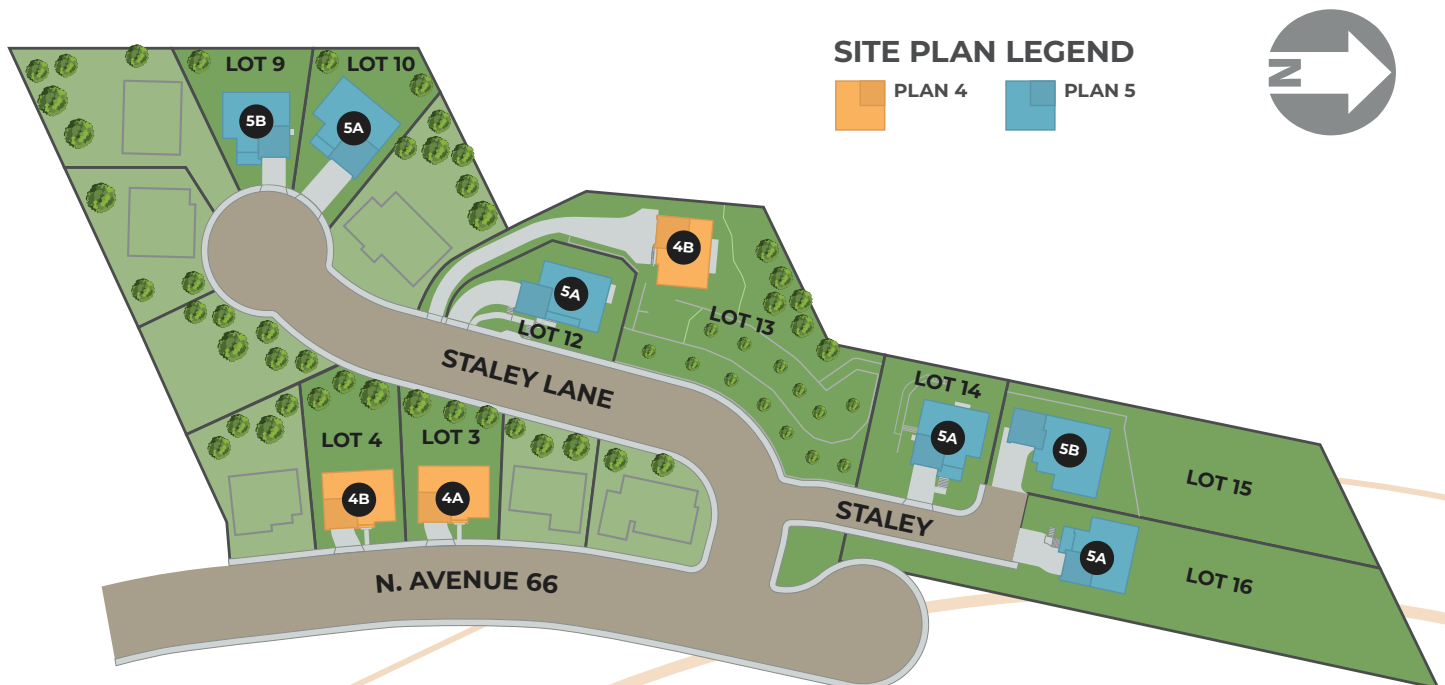 SITE PLAN LEGEND
PLAN 4
PLAN 5
N
LOT 9
LOT 10
5B
5A
4B
5A
LOT 12
LOT 13
STALEY LANE
LOT 14
5A
5B
LOT 15
LOT 4
LOT 3
4B
4A
STALEY
5A
LOT 16
N. AVENUE 66